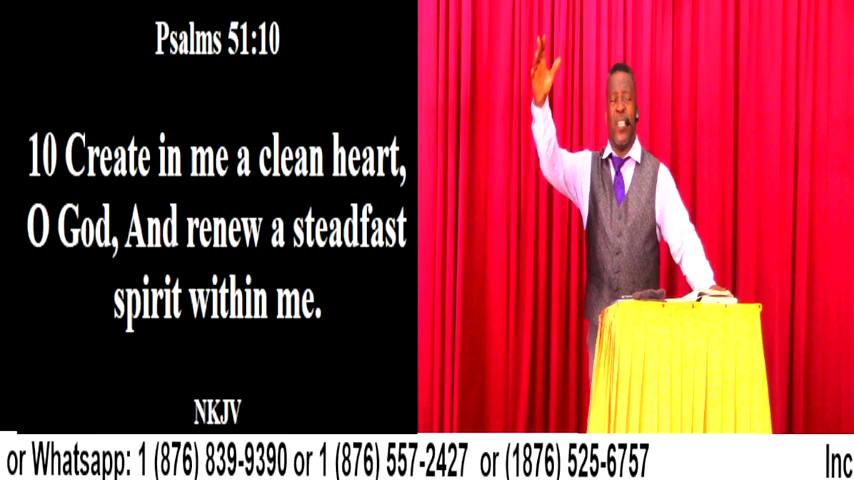 Psalms 51:10
10 Create in me a clean heart,
O God, And renew a steadfast
spirit within me.
NKJV
or Whatsapp: 1 (876) 839-9390 or 1 (876) 557-2427 or (1876) 525-6757
Inc